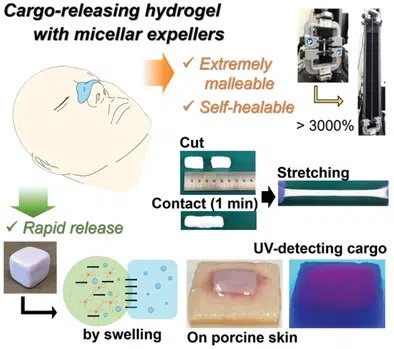 Cargo-releasing hydrogel
with micellar expellers
✓ Extremely
malleable
✓ Self-healable
> 3000%
Cut
Contact (1 min)
Stretching
✓ Rapid release
UV-detecting cargo
by swelling
On porcine skin